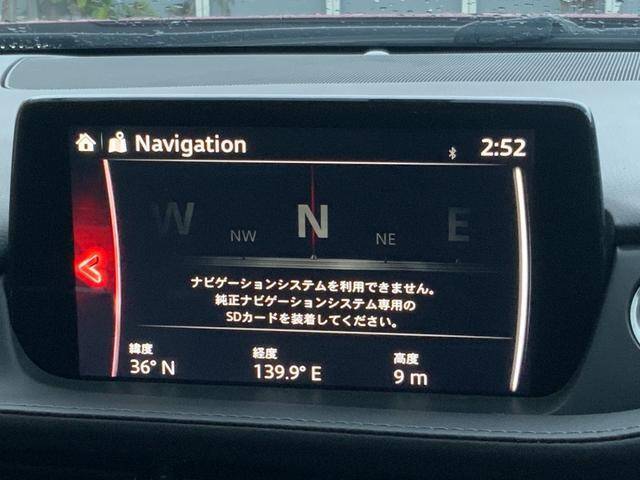 Navigation 2:52
W NW N NE E
ナビゲーションシステムを利用できません。
純正ナビゲーションシステム専用の
SDカードを装着してください。
緯度 経度 高度
36° N 139.9° E 9 m